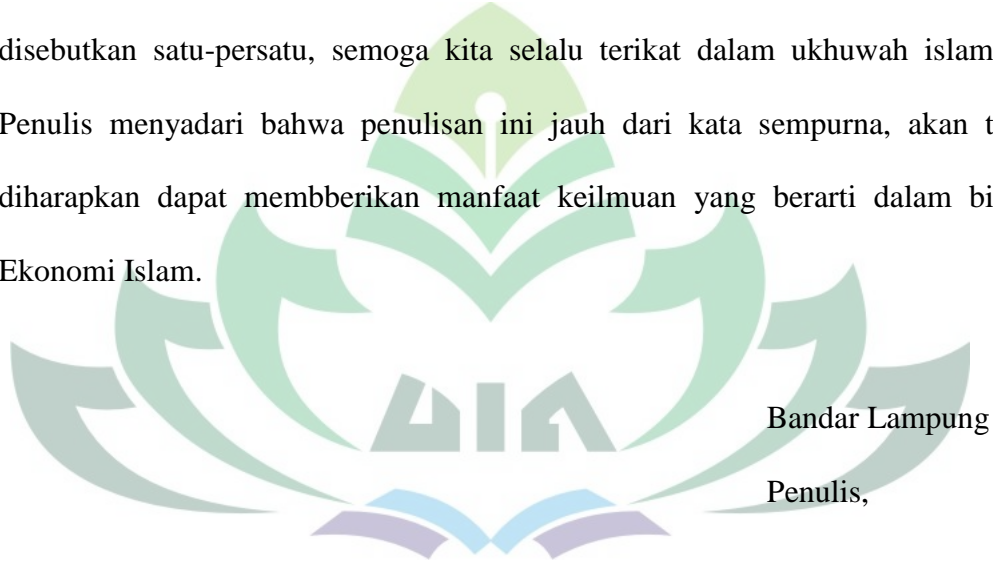 disebutkan satu-persatu, semoga kita selalu terikat dalam ukhuwah islam
Penulis menyadari bahwa penulisan ini jauh dari kata sempurna, akan t
diharapkan dapat membberikan manfaat keilmuan yang berarti dalam bi
Ekonomi Islam.
UIN
Bandar Lampung
Penulis,